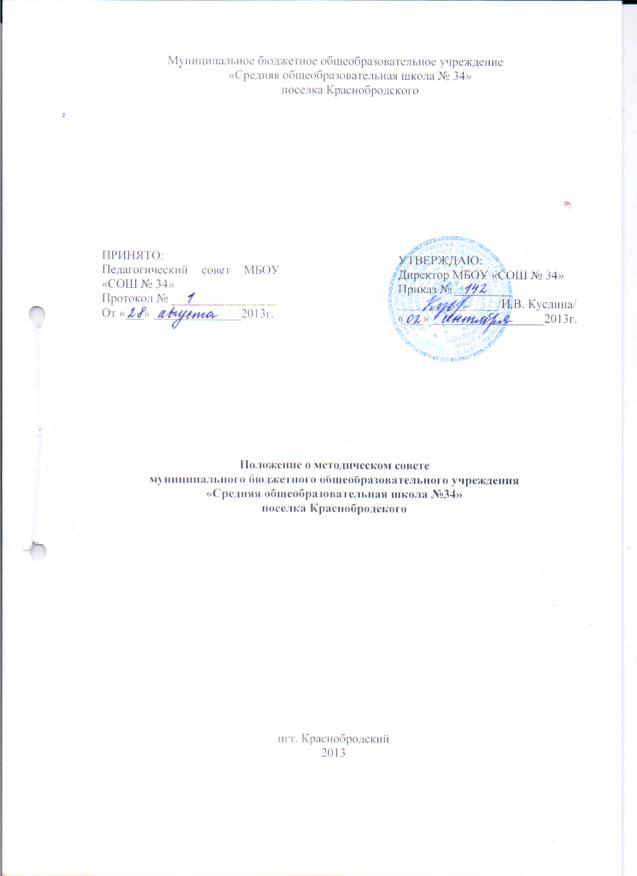 Муниципальное бюджетное общеобразовательное учреждение
«Средняя общеобразовательная школа № 34»
поселка Краснобродского
ПРИНЯТО:
Педагогический совет МБОУ
«СОШ № 34»
Протокол № 1
От «28» августа 2013г.
УТВЕРЖДАЮ:
Директор МБОУ «СОШ № 34»
Приказ № 142
/И.В. Куслина/
«02» сентября 2013г.
Положение о методическом совете
муниципального бюджетного общеобразовательного учреждения
«Средняя общеобразовательная школа №34»
поселка Краснобродского
пгт. Краснобродский
2013